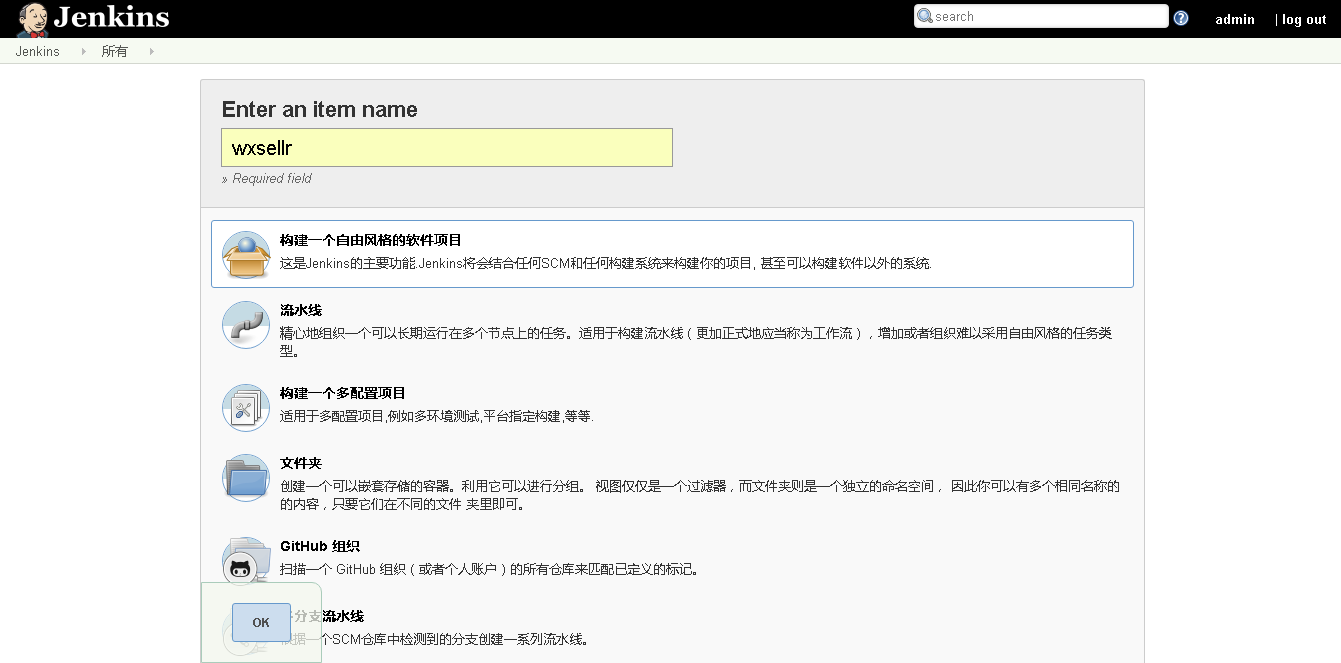 Jenkins
search
admin
| log out
Jenkins
所有
Enter an item name
wxsellr
» Required field
构建一个自由风格的软件项目
这是Jenkins的主要功能.Jenkins将会结合任何SCM和任何构建系统来构建你的项目, 甚至可以构建软件以外的系统.
流水线
精心地组织一个可以长期运行在多个节点上的任务。适用于构建流水线（更加正式地应当称为工作流），增加或者组织难以采用自由风格的任务类
型。
构建一个多配置项目
适用于多配置项目,例如多环境测试,平台指定构建,等等.
文件夹
创建一个可以嵌套存储的容器。利用它可以进行分组。 视图仅仅是一个过滤器，而文件夹则是一个独立的命名空间， 因此你可以有多个相同名称的
的内容，只要它们在不同的文件 夹里即可。
GitHub 组织
扫描一个 GitHub 组织（或者个人账户）的所有仓库来匹配已定义的标记。
OK
分支流水线
根据一个SCM仓库中检测到的分支创建一系列流水线。